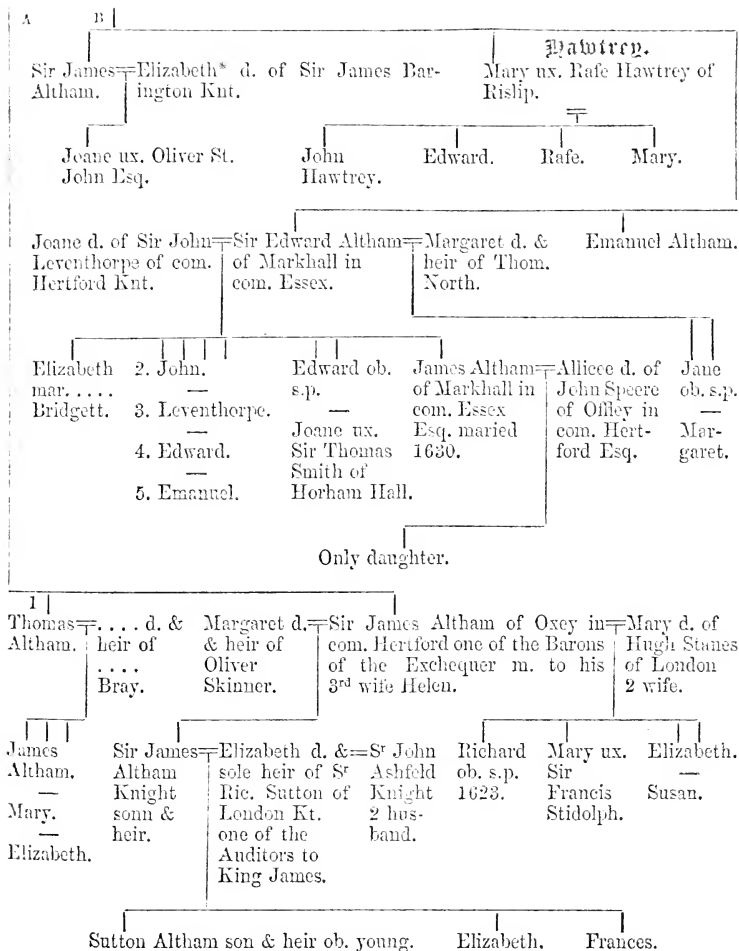 A B
Hawtrey.
Sir James Elizabeth* d. of Sir James Bar- Mary ux. Rafe Hawtrey of
Altham. ington Knt. Rislip.
Joane ux. Oliver St. John Edward. Rafe. Mary.
John Esq. Hawtrey.
Joane d. of Sir John Sir Edward Altham Margaret d. & Emanuel Altham.
Leventhorpe of com. of Markhall in heir of Thom.
Hertford Knt. com. Essex. North.
Elizabeth 2. John. Edward ob. James Altham Alliece d. of Jane
mar. .... — s.p. of Markhall in John Speere ob. s.p.
Bridgett. 3. Leventhorpe. — com. Essex of Offley in —
— Joane ux. Esq. maried com. Hert- Mar-
4. Edward. Sir Thomas 1630. ford Esq. garet.
— Smith of
5. Emanuel. Horham Hall.
Only daughter.
1
Thomas .... d. & Margaret d. Sir James Altham of Oxey in Mary d. of
Altham. heir of & heir of com. Hertford one of the Barons Hugh Stanes
.... Oliver of the Exchequer m. to his of London
Bray. Skinner. 3rd wife Helen. 2 wife.
James Sir James Elizabeth d. &=Sr John Richard Mary ux. Elizabeth.
Altham. Altham sole heir of Sr Ashfeld ob. s.p. Sir —
— Knight Ric. Sutton of Knight 1623. Francis Susan.
Mary. sonn & London Kt. 2 hus- Stidolph.
— heir. one of the band.
Elizabeth. Auditors to
King James.
Sutton Altham son & heir ob. young. Elizabeth. Frances.